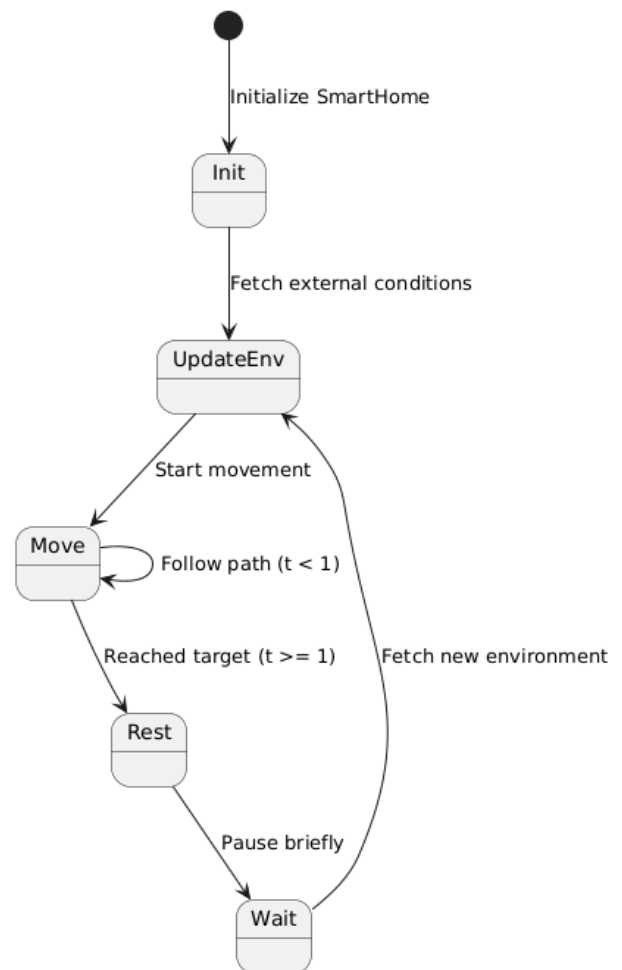 Initialize SmartHome
Init
Fetch external conditions
UpdateEnv
Start movement
Move
Follow path (t < 1)
Reached target (t >= 1)
Fetch new environment
Rest
Pause briefly
Wait